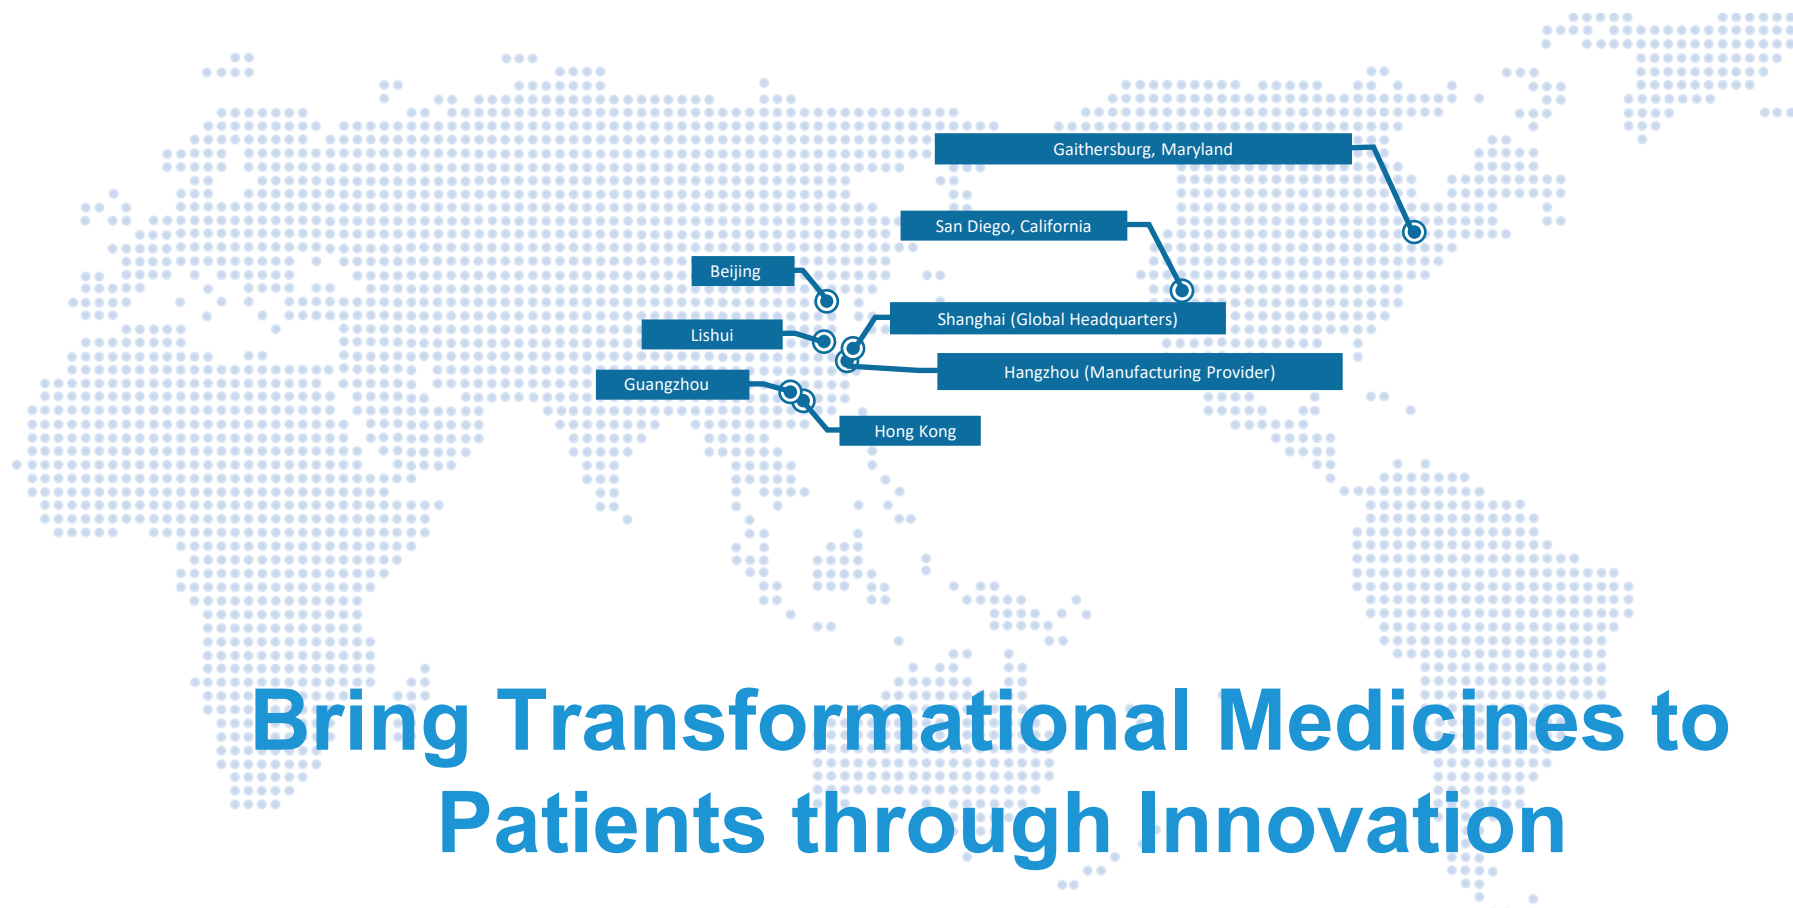 Gaithersburg, Maryland
San Diego, California
Beijing
Shanghai (Global Headquarters)
Lishui
Hangzhou (Manufacturing Provider)
Guangzhou
Hong Kong
Bring Transformational Medicines to
Patients through Innovation